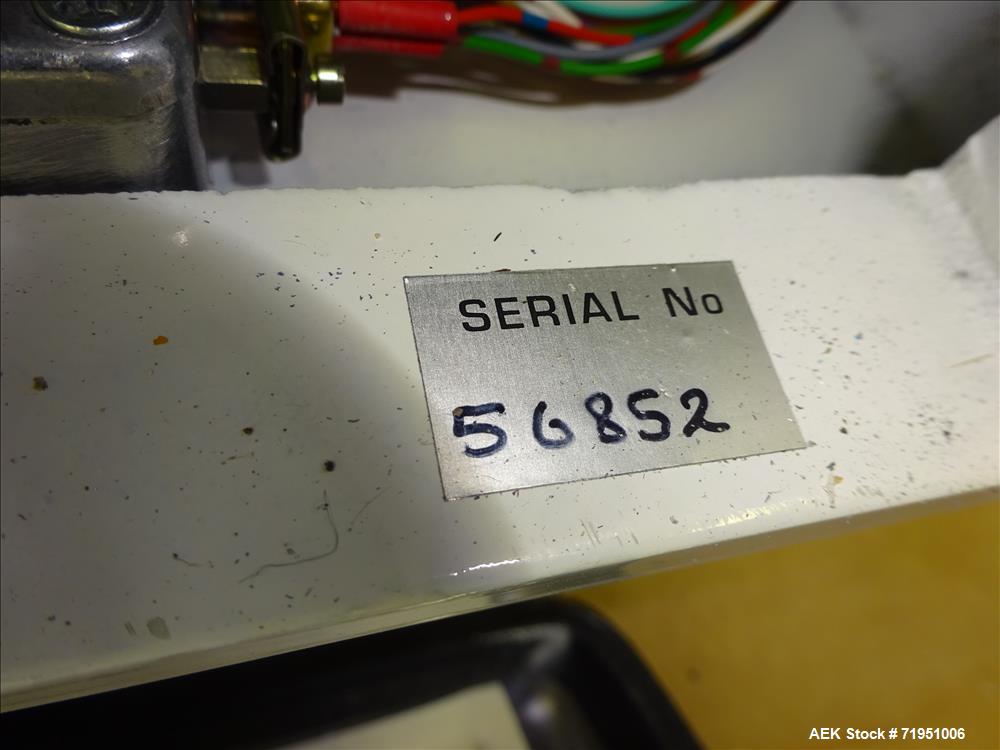 SERIAL No
56852
AEK Stock # 71951006